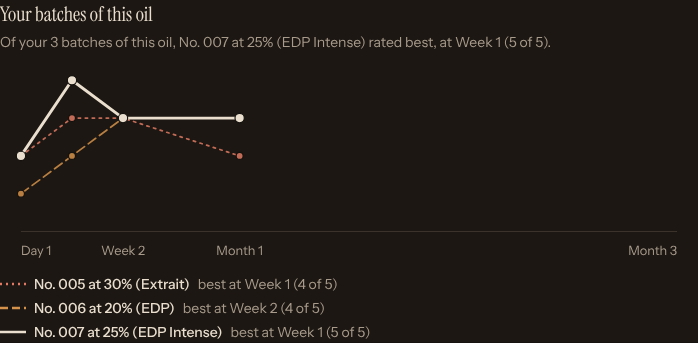 Your batches of this oil
Of your 3 batches of this oil, No. 007 at 25% (EDP Intense) rated best, at Week 1 (5 of 5).
Day 1 Week 2 Month 1 Month 3
No. 005 at 30% (Extrait) best at Week 1 (4 of 5)
No. 006 at 20% (EDP) best at Week 2 (4 of 5)
No. 007 at 25% (EDP Intense) best at Week 1 (5 of 5)